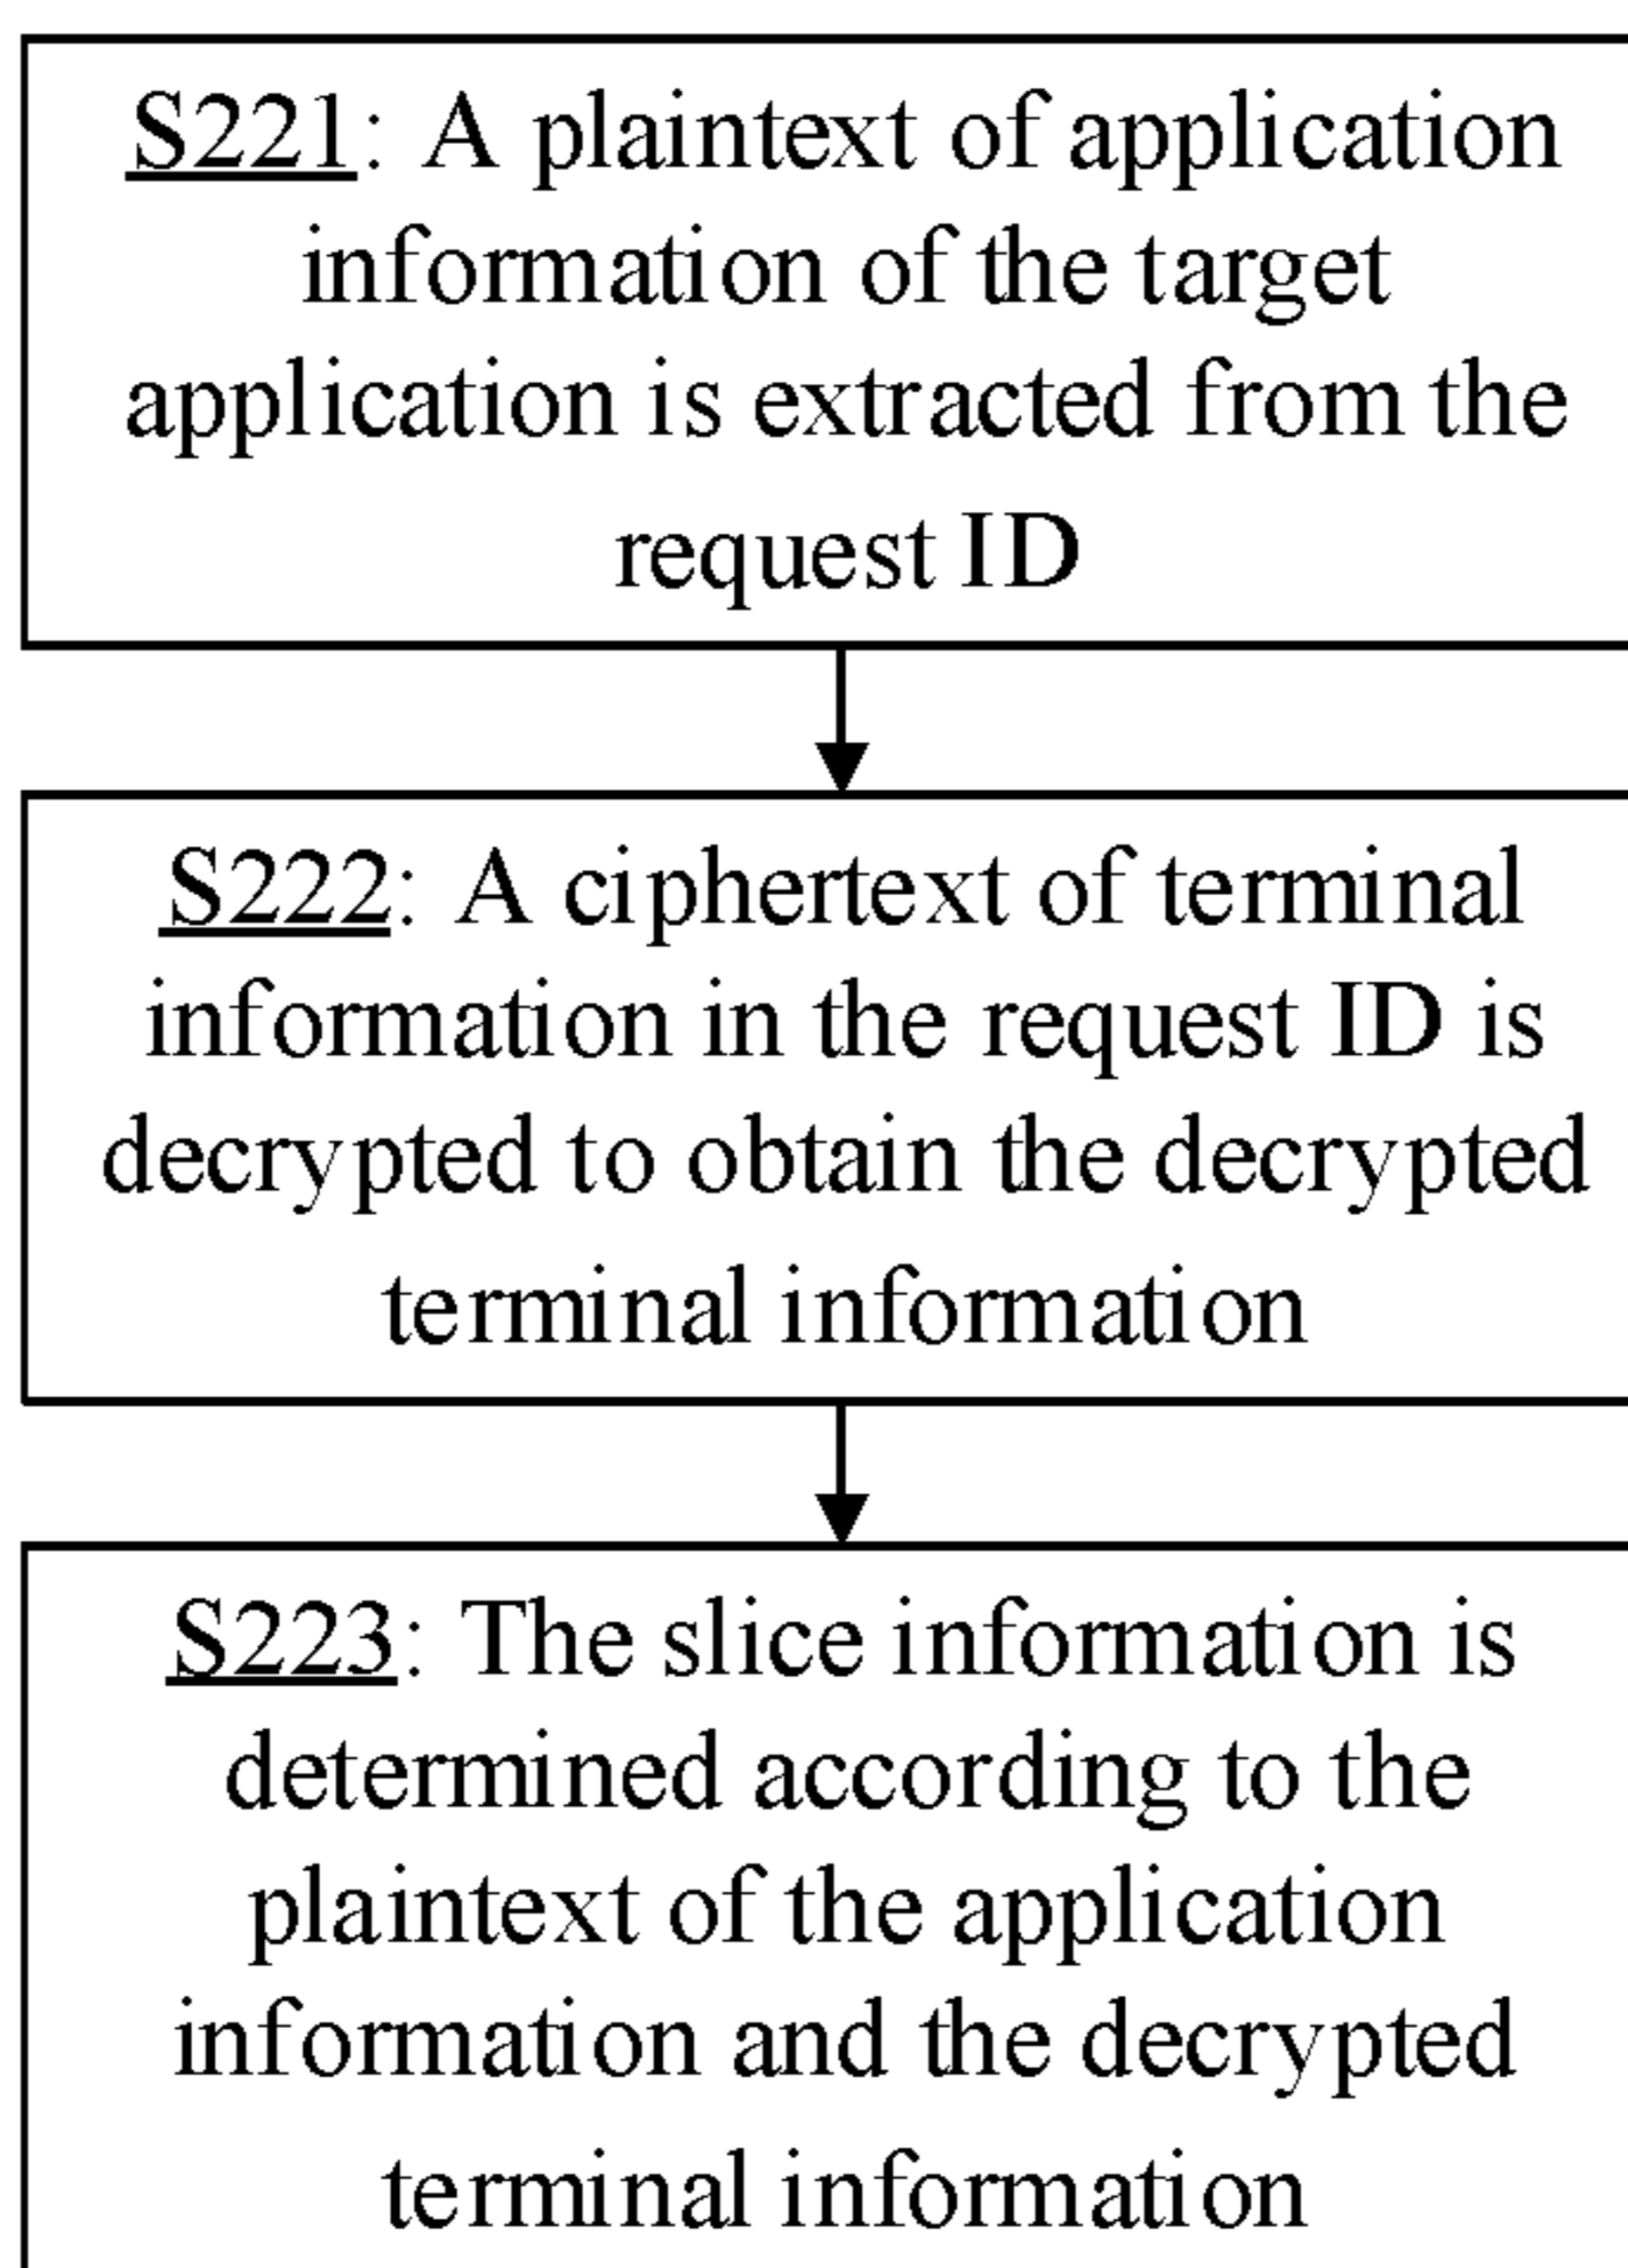 S221: A plaintext of application
information of the target
application is extracted from the
request ID
S222: A ciphertext of terminal
information in the request ID is
decrypted to obtain the decrypted
terminal information
S223: The slice information is
determined according to the
plaintext of the application
information and the decrypted
terminal information